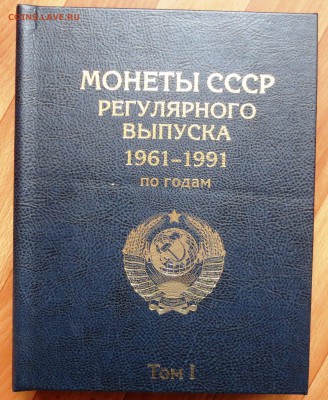 COINS.LAVE.RU
МОНЕТЫ СССР
РЕГУЛЯРНОГО
ВЫПУСКА
1961–1991
по годам
Том I